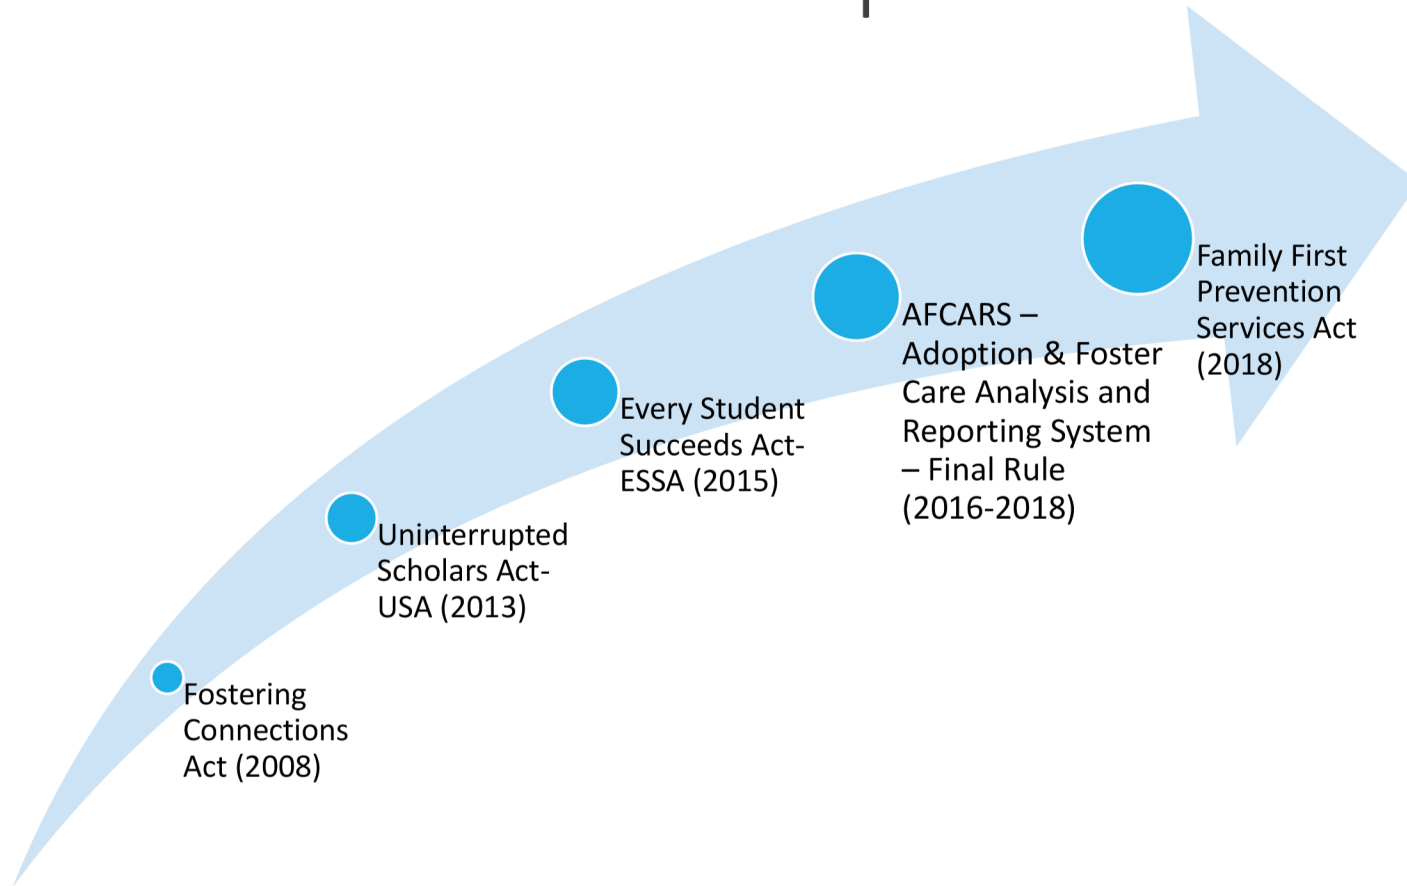 Fostering
Connections
Act (2008)
Uninterrupted
Scholars Act-
USA (2013)
Every Student
Succeeds Act-
ESSA (2015)
AFCARS –
Adoption & Foster
Care Analysis and
Reporting System
– Final Rule
(2016-2018)
Family First
Prevention
Services Act
(2018)